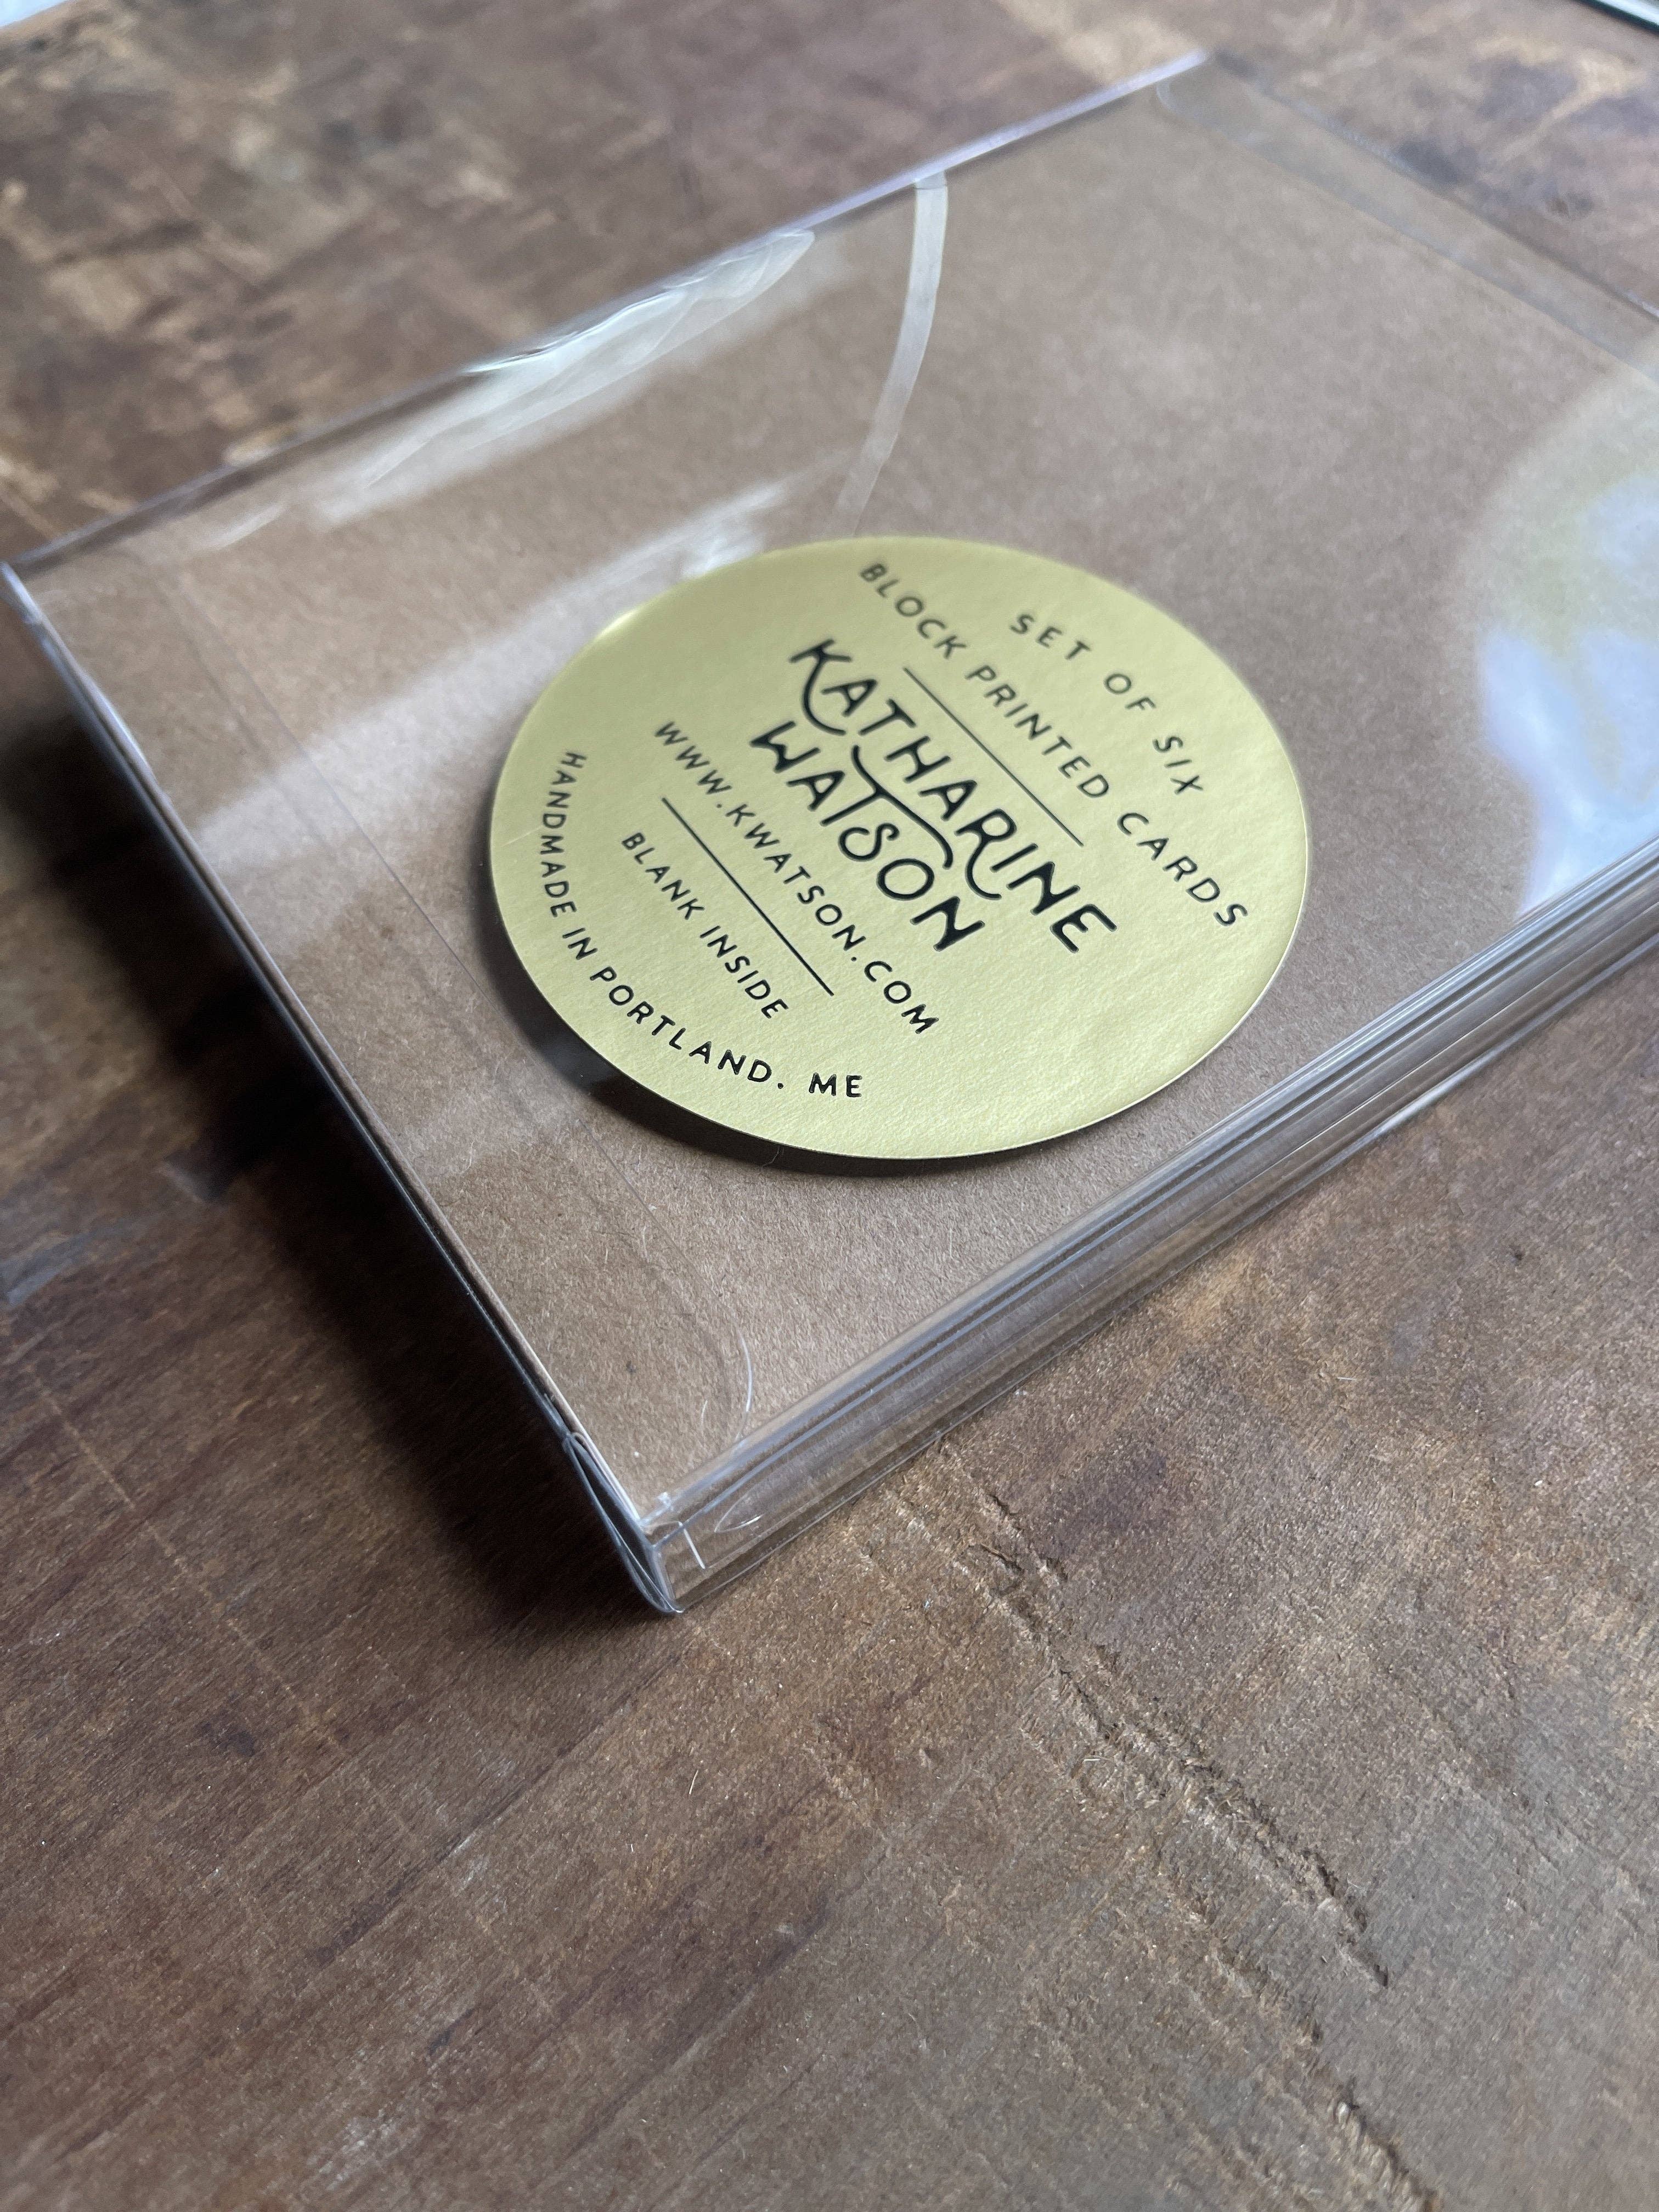 SET OF SIX
BLOCK PRINTED CARDS
KATHARINE
WATSON
WWW.KWATSON.COM
BLANK INSIDE
HANDMADE IN PORTLAND. ME